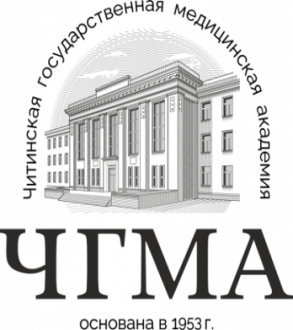 Читинская государственная медицинская академия
ЧГМА
основана в 1953 г.